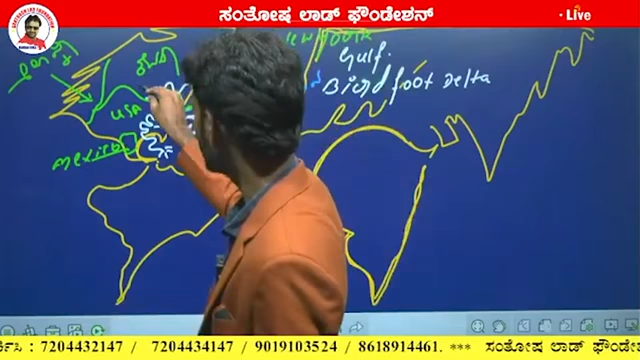 ಸಂತೋಷ ಲಾಡ್ ಫೌಂಡೇಶನ್
Live
Gulf.
Bird foot delta
USA
Mexico
ರ್ಕಿಸಿ : 7204432147 / 7204434147 / 9019103524 / 8618914461. *** ಸಂತೋಷ ಲಾಡ್ ಫೌಂಡೇ